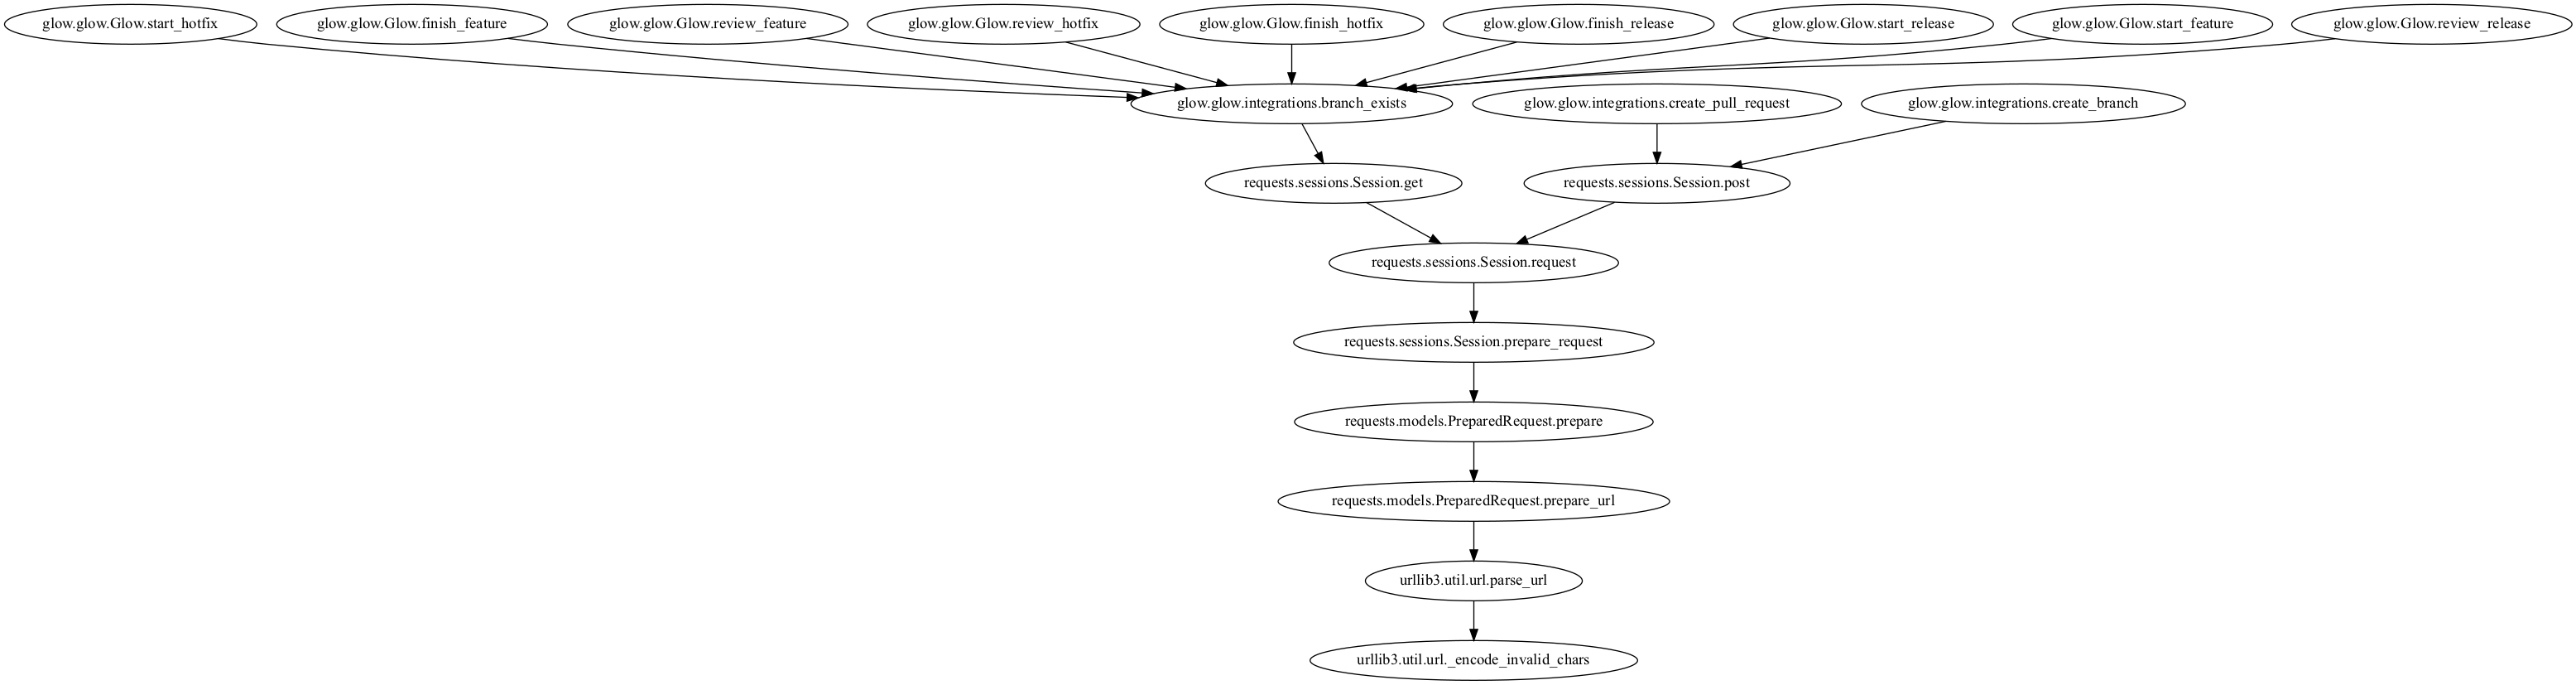 glow.glow.Glow.start_hotfix
glow.glow.Glow.finish_feature
glow.glow.Glow.review_feature
glow.glow.Glow.review_hotfix
glow.glow.Glow.finish_hotfix
glow.glow.Glow.finish_release
glow.glow.Glow.start_release
glow.glow.Glow.start_feature
glow.glow.Glow.review_release
glow.glow.integrations.branch_exists
glow.glow.integrations.create_pull_request
glow.glow.integrations.create_branch
requests.sessions.Session.get
requests.sessions.Session.post
requests.sessions.Session.request
requests.sessions.Session.prepare_request
requests.models.PreparedRequest.prepare
requests.models.PreparedRequest.prepare_url
urllib3.util.url.parse_url
urllib3.util.url._encode_invalid_chars